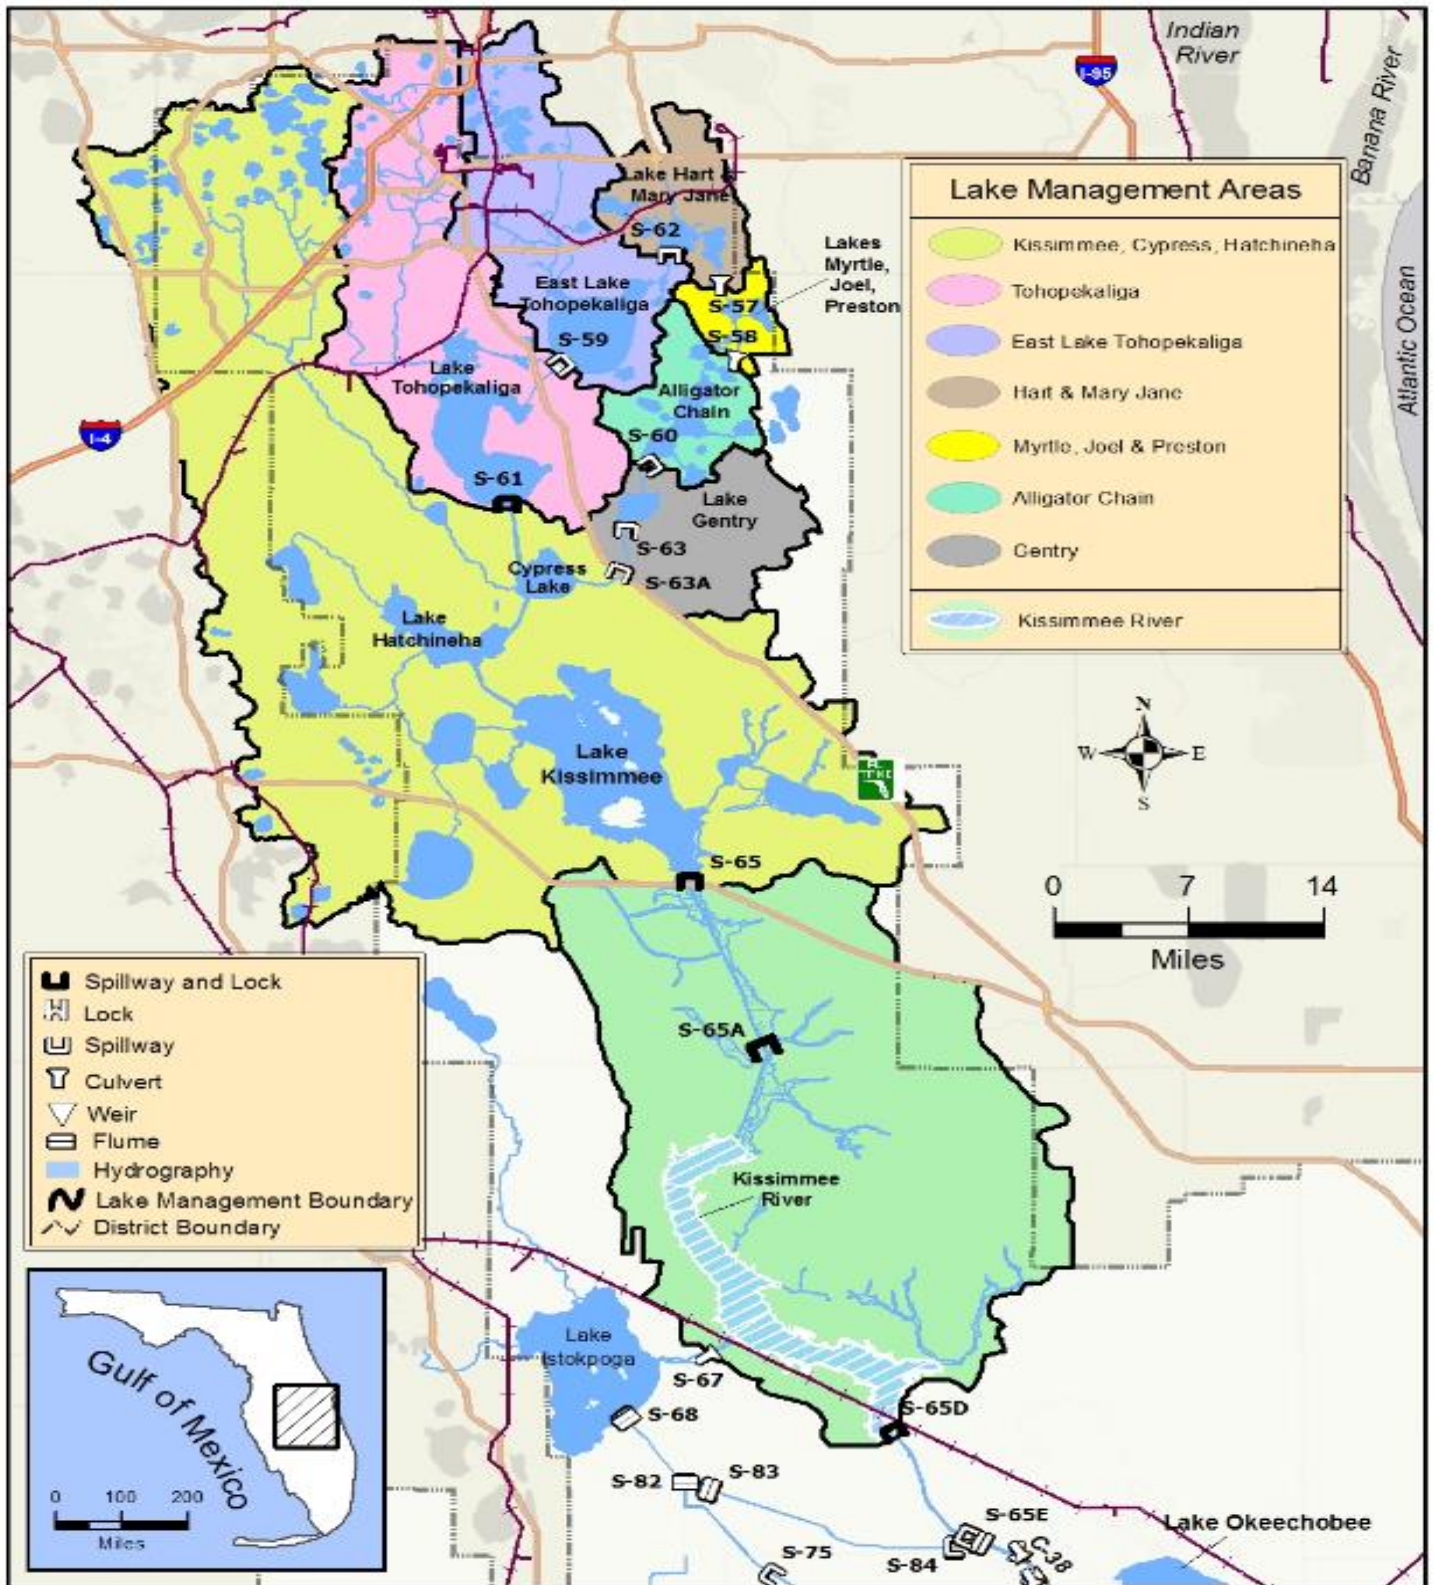 Indian
River
Banana River
I-95
Lake Management Areas
Kissimmee, Cypress, Hatchineha
Tohopekaliga
East Lake Tohopekaliga
Hart & Mary Jane
Myrtle, Joel & Preston
Alligator Chain
Gentry
Kissimmee River
Atlantic Ocean
Lake Hart &
Mary Jane
S-62
Lakes
Myrtle,
Joel,
Preston
East Lake
Tohopekaliga
S-57
S-58
S-59
Lake
Tohopekaliga
Alligator
Chain
S-60
I-4
S-61
Lake
Gentry
S-63
S-63A
Cypress
Lake
Lake
Hatchineha
Lake
Kissimmee
N
W
E
S
S-65
0 7 14
Miles
Spillway and Lock
Lock
Spillway
Culvert
Weir
Flume
Hydrography
Lake Management Boundary
District Boundary
S-65A
Kissimmee
River
Gulf of Mexico
0 100 200
Miles
Lake
Istokpoga
S-67
S-68
S-65D
S-82
S-83
S-65E
S-84
C-38
S-75
Lake Okeechobee